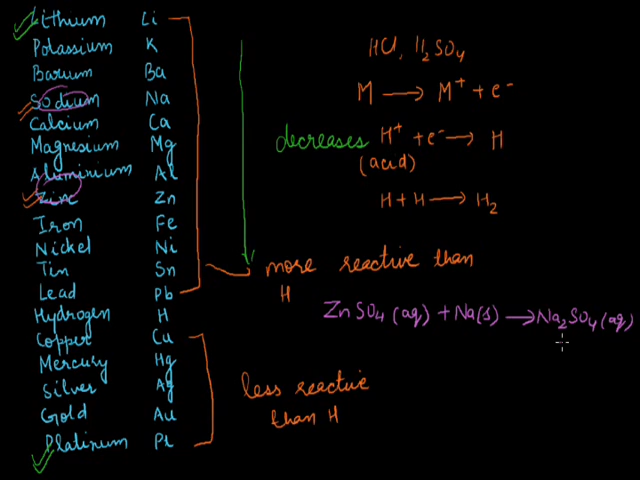 Lithium Li
Potassium K
Barium Ba
Sodium Na
Calcium Ca
Magnesium Mg
Aluminium Al
Zinc Zn
Iron Fe
Nickel Ni
Tin Sn
Lead Pb
Hydrogen H
Copper Cu
Mercury Hg
Silver Ag
Gold Au
Platinum Pt
decreases
HCl, H₂SO₄
M → M⁺ + e⁻
H⁺ + e⁻ → H
(acid)
H + H → H₂
more reactive than
H
ZnSO₄ (aq) + Na(s) → Na₂SO₄ (aq)
less reactive
than H